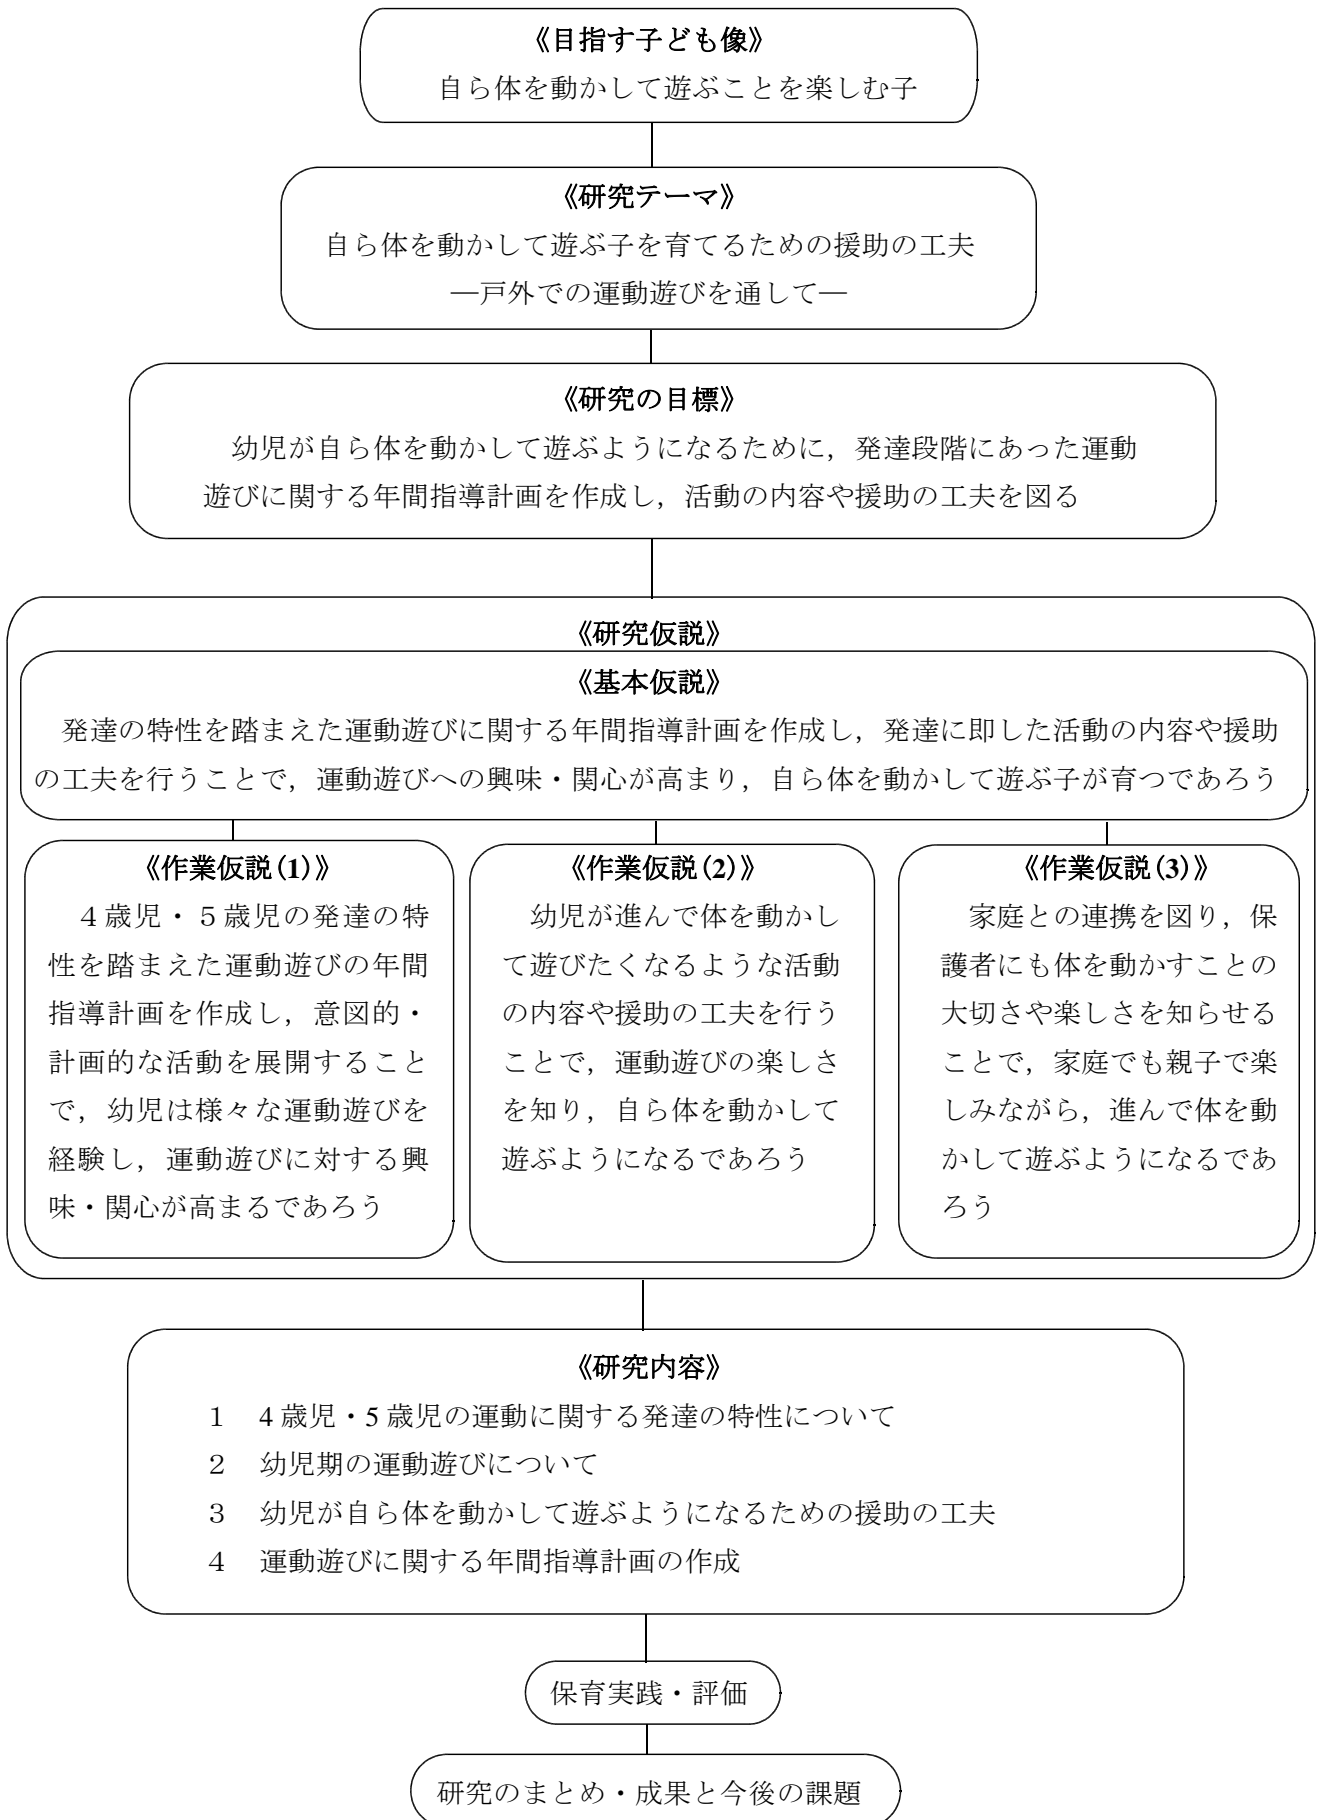 《目指す子ども像》
自ら体を動かして遊ぶことを楽しむ子
《研究テーマ》
自ら体を動かして遊ぶ子を育てるための援助の工夫
―戸外での運動遊びを通して―
《研究の目標》
幼児が自ら体を動かして遊ぶようになるために，発達段階にあった運動
遊びに関する年間指導計画を作成し，活動の内容や援助の工夫を図る
《研究仮説》
《基本仮説》
発達の特性を踏まえた運動遊びに関する年間指導計画を作成し，発達に即した活動の内容や援助
の工夫を行うことで，運動遊びへの興味・関心が高まり，自ら体を動かして遊ぶ子が育つであろう
《作業仮説(1)》
４歳児・５歳児の発達の特
性を踏まえた運動遊びの年間
指導計画を作成し，意図的・
計画的な活動を展開すること
で，幼児は様々な運動遊びを
経験し，運動遊びに対する興
味・関心が高まるであろう
《作業仮説(2)》
幼児が進んで体を動かし
て遊びたくなるような活動
の内容や援助の工夫を行う
ことで，運動遊びの楽しさ
を知り，自ら体を動かして
遊ぶようになるであろう
《作業仮説(3)》
家庭との連携を図り，保
護者にも体を動かすことの
大切さや楽しさを知らせる
ことで，家庭でも親子で楽
しみながら，進んで体を動
かして遊ぶようになるであ
ろう
《研究内容》
１　4歳児・5歳児の運動に関する発達の特性について
２　幼児期の運動遊びについて
３　幼児が自ら体を動かして遊ぶようになるための援助の工夫
４　運動遊びに関する年間指導計画の作成
保育実践・評価
研究のまとめ・成果と今後の課題